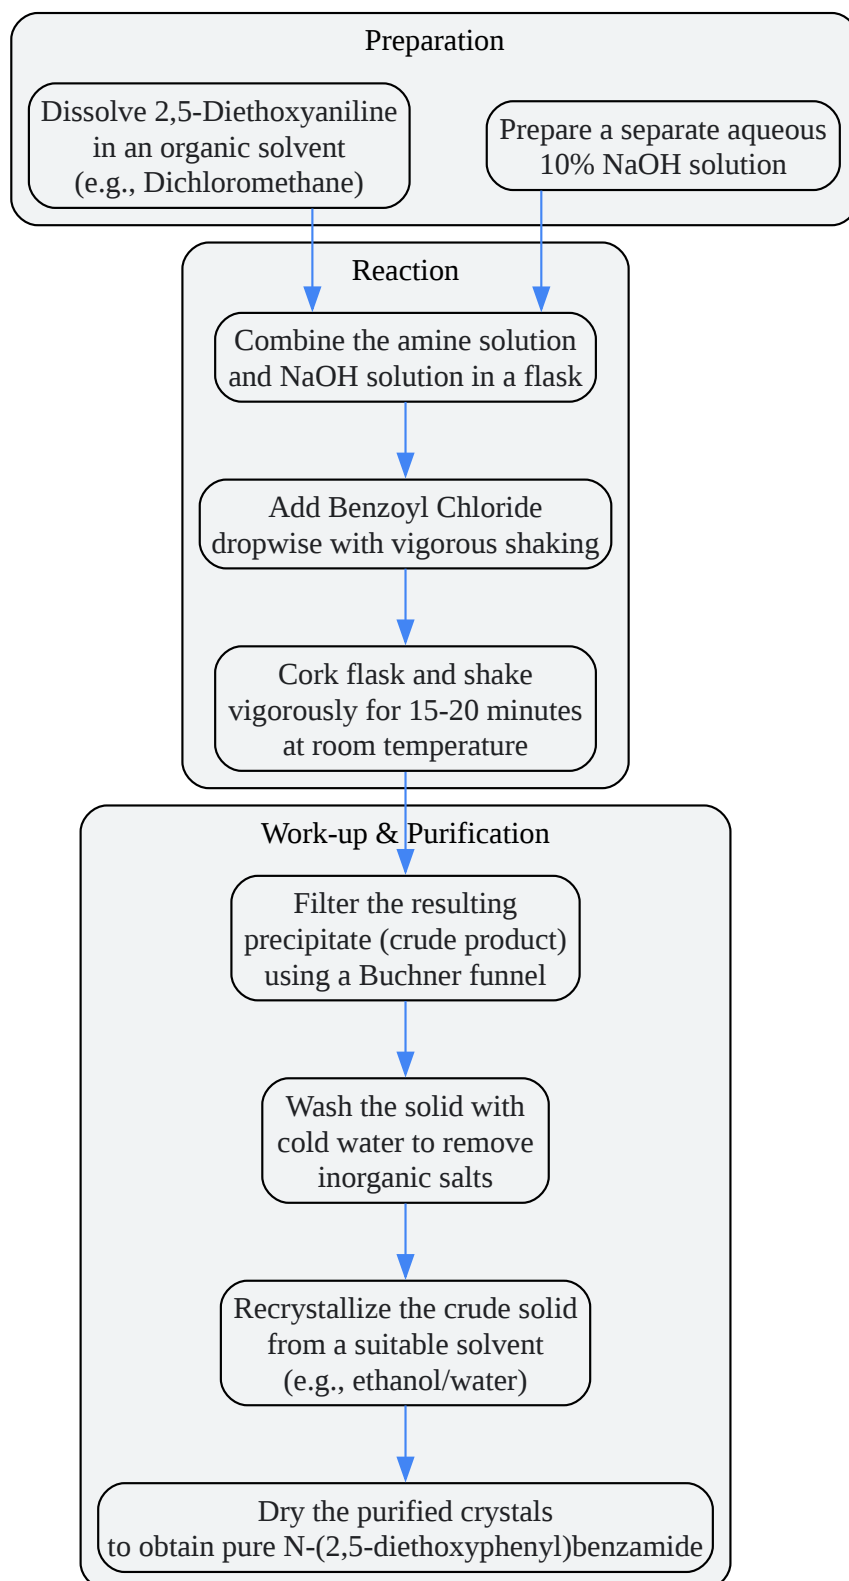 Preparation
Dissolve 2,5-Diethoxyaniline
in an organic solvent
(e.g., Dichloromethane)
Prepare a separate aqueous
10% NaOH solution
Reaction
Combine the amine solution
and NaOH solution in a flask
Add Benzoyl Chloride
dropwise with vigorous shaking
Cork flask and shake
vigorously for 15-20 minutes
at room temperature
Work-up & Purification
Filter the resulting
precipitate (crude product)
using a Buchner funnel
Wash the solid with
cold water to remove
inorganic salts
Recrystallize the crude solid
from a suitable solvent
(e.g., ethanol/water)
Dry the purified crystals
to obtain pure N-(2,5-diethoxyphenyl)benzamide